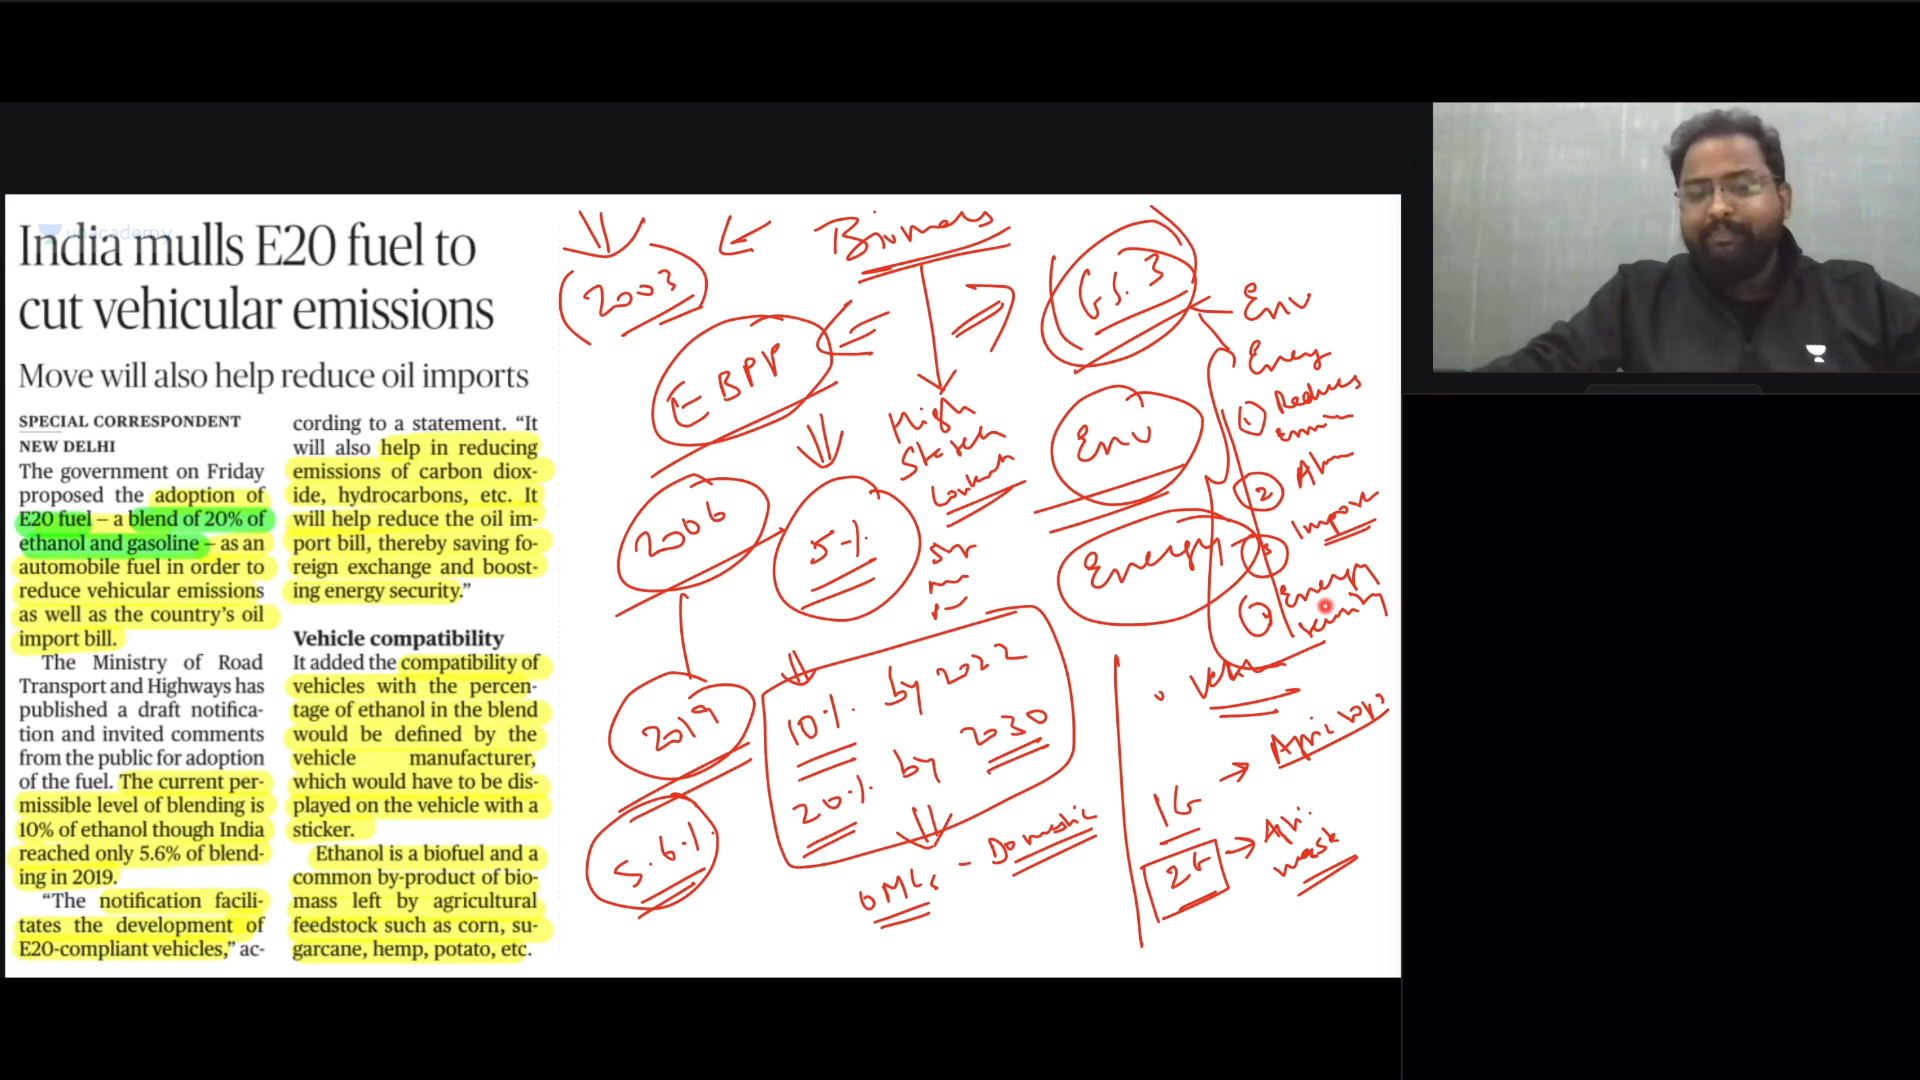 unacademy
India mulls E20 fuel to
cut vehicular emissions
Move will also help reduce oil imports
SPECIAL CORRESPONDENT
NEW DELHI
The government on Friday
proposed the adoption of
E20 fuel – a blend of 20% of
ethanol and gasoline – as an
automobile fuel in order to
reduce vehicular emissions
as well as the country's oil
import bill.
The Ministry of Road
Transport and Highways has
published a draft notifica-
tion and invited comments
from the public for adoption
of the fuel. The current per-
missible level of blending is
10% of ethanol though India
reached only 5.6% of blend-
ing in 2019.
"The notification facili-
tates the development of
E20-compliant vehicles," ac-
cording to a statement. "It
will also help in reducing
emissions of carbon diox-
ide, hydrocarbons, etc. It
will help reduce the oil im-
port bill, thereby saving fo-
reign exchange and boost-
ing energy security."
Vehicle compatibility
It added the compatibility of
vehicles with the percen-
tage of ethanol in the blend
would be defined by the
vehicle manufacturer,
which would have to be dis-
played on the vehicle with a
sticker.
Ethanol is a biofuel and a
common by-product of bio-
mass left by agricultural
feedstock such as corn, su-
garcane, hemp, potato, etc.
Biomass
2003
EBPP
2006
5%
2019
5.6%
High
Starch
Content
10% by 2022
20% by 2030
OMCs - Domestic
GS.3
Env
Energy
① Reduces
②
Import
③ Energy
Security
Env
Energy
1G →
2G → Agri.